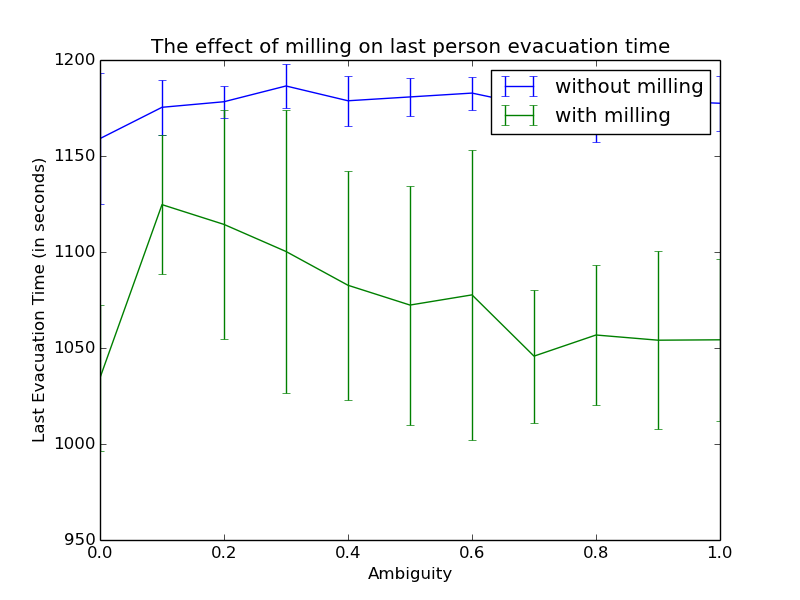 The effect of milling on last person evacuation time
1200
without milling
with milling
1150
1100
1050
1000
950
Last Evacuation Time (in seconds)
0.0 0.2 0.4 0.6 0.8 1.0
Ambiguity